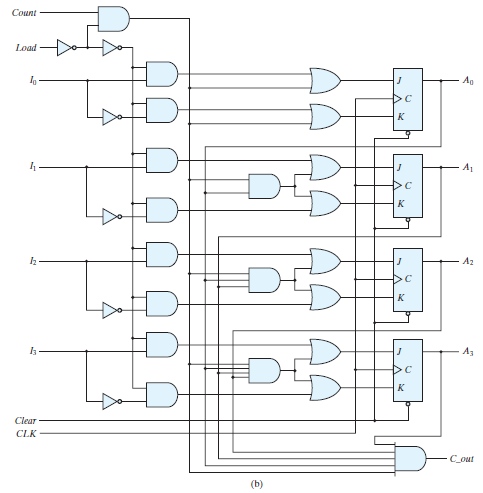 Count
Load
I0
J
C
K
A0
I1
J
C
K
A1
I2
J
C
K
A2
I3
J
C
K
A3
Clear
CLK
C_out
(b)